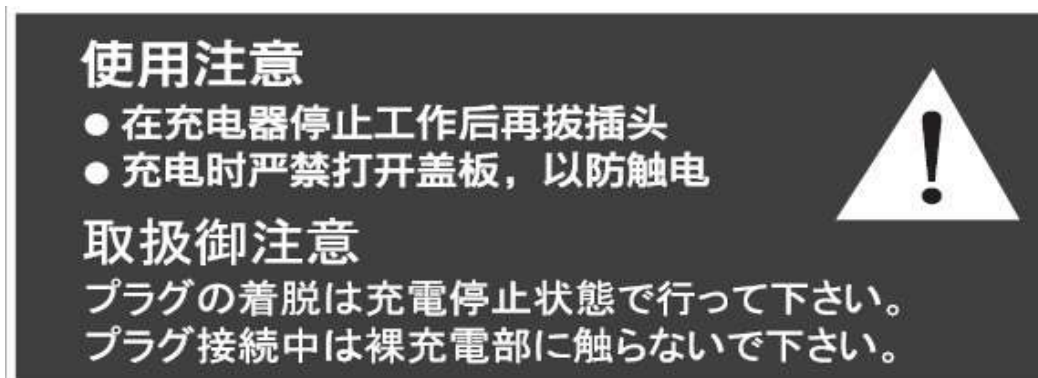 使用注意
● 在充电器停止工作后再拔插头
● 充电时严禁打开盖板，以防触电
取扱御注意
プラグの着脱は充電停止状態で行って下さい。
プラグ接続中は裸充電部に触らないで下さい。